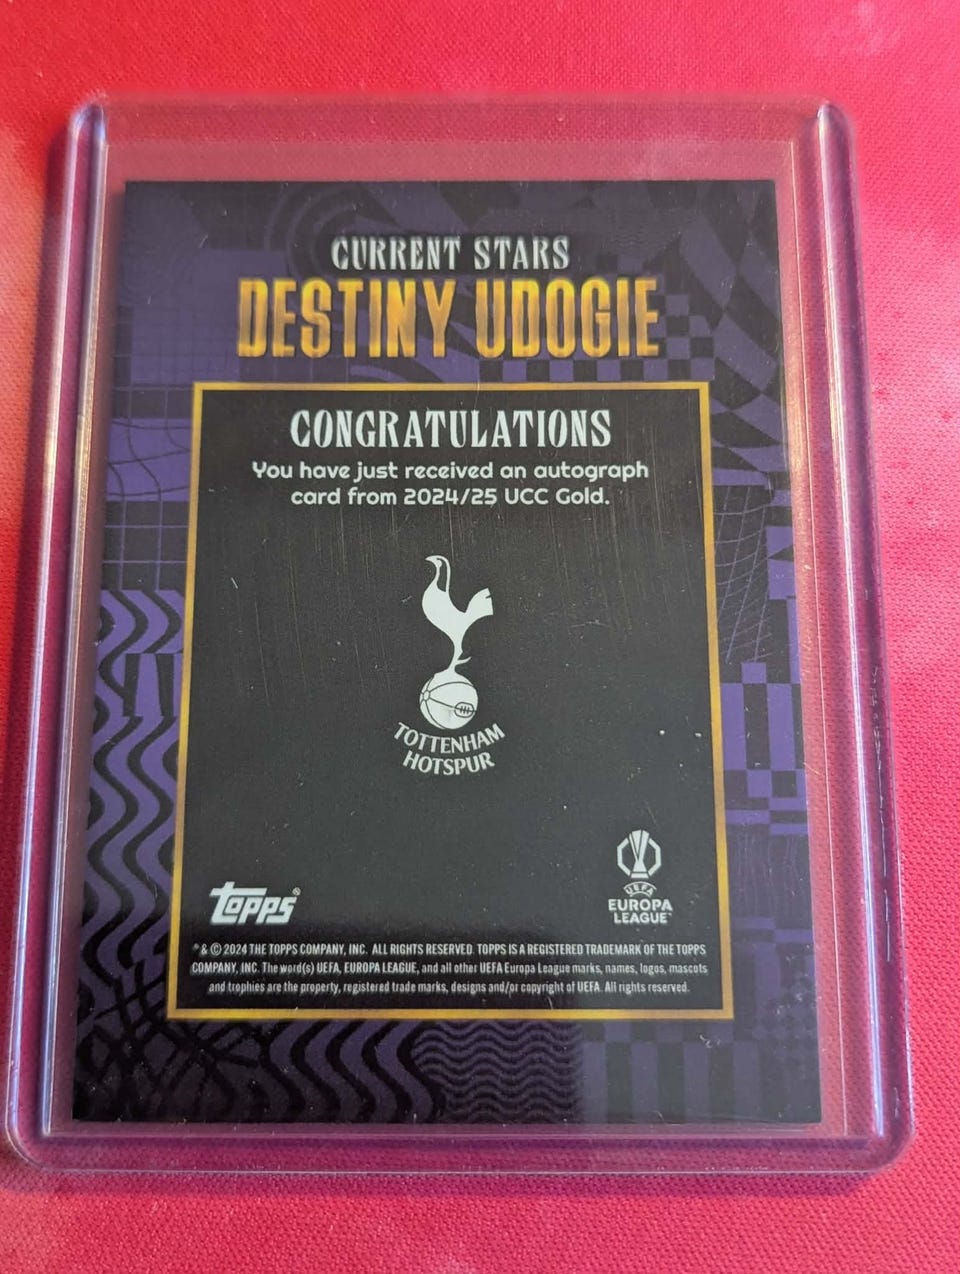 CURRENT STARS
DESTINY UDOGIE
CONGRATULATIONS
You have just received an autograph
card from 2024/25 UCC Gold.
TOTTENHAM
HOTSPUR
topps®
UEFA
EUROPA
LEAGUE™
® & © 2024 THE TOPPS COMPANY, INC. ALL RIGHTS RESERVED. TOPPS IS A REGISTERED TRADEMARK OF THE TOPPS
COMPANY, INC. The word(s) UEFA, EUROPA LEAGUE, and all other UEFA Europa League marks, names, logos, mascots
and trophies are the property, registered trade marks, designs and/or copyright of UEFA. All rights reserved.